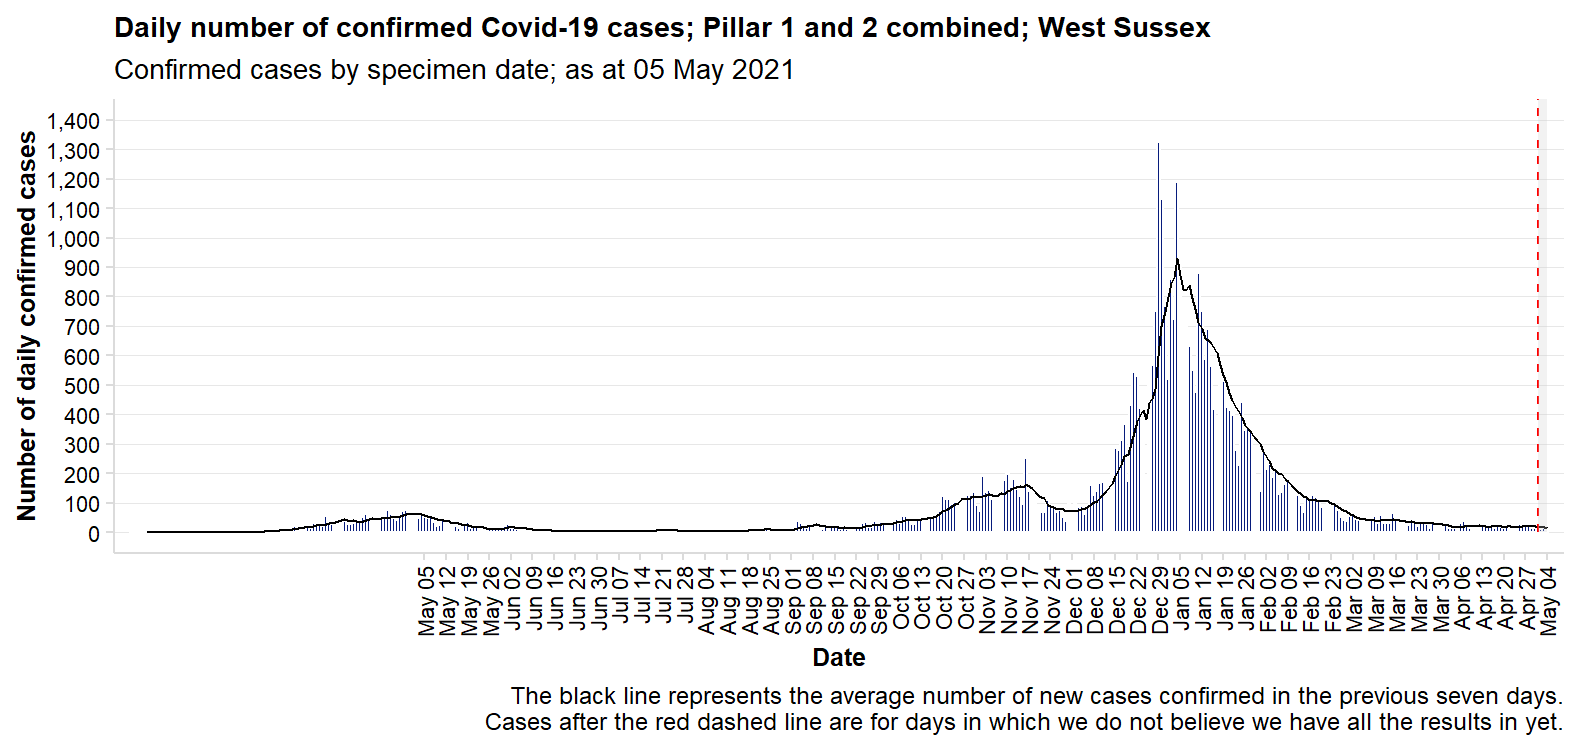 Daily number of confirmed Covid-19 cases; Pillar 1 and 2 combined; West Sussex
Confirmed cases by specimen date; as at 05 May 2021
Number of daily confirmed cases
1,400
1,300
1,200
1,100
1,000
900
800
700
600
500
400
300
200
100
0
May 05
May 12
May 19
May 26
Jun 02
Jun 09
Jun 16
Jun 23
Jun 30
Jul 07
Jul 14
Jul 21
Jul 28
Aug 04
Aug 11
Aug 18
Aug 25
Sep 01
Sep 08
Sep 15
Sep 22
Sep 29
Oct 06
Oct 13
Oct 20
Oct 27
Nov 03
Nov 10
Nov 17
Nov 24
Dec 01
Dec 08
Dec 15
Dec 22
Dec 29
Jan 05
Jan 12
Jan 19
Jan 26
Feb 02
Feb 09
Feb 16
Feb 23
Mar 02
Mar 09
Mar 16
Mar 23
Mar 30
Apr 06
Apr 13
Apr 20
Apr 27
May 04
Date
The black line represents the average number of new cases confirmed in the previous seven days.
Cases after the red dashed line are for days in which we do not believe we have all the results in yet.